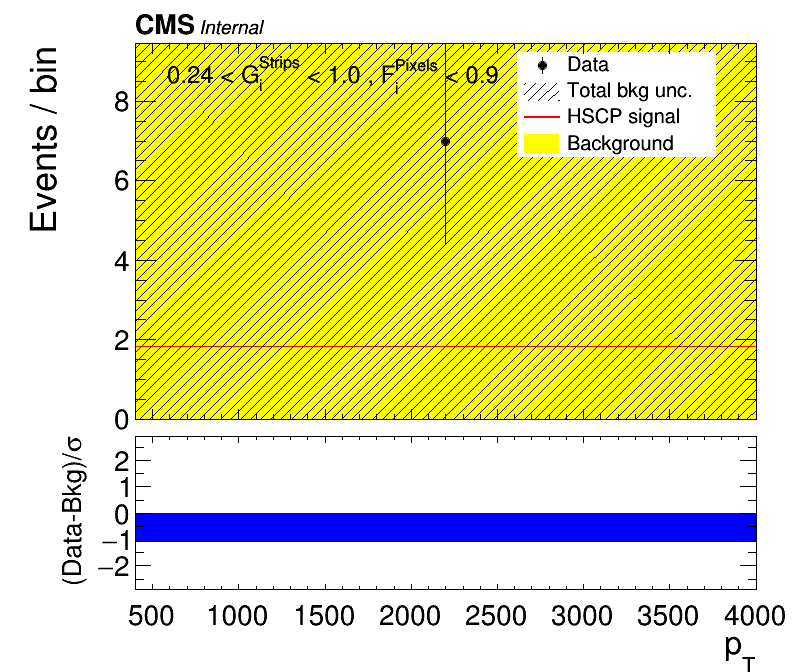 CMS Internal
Events / bin
0.24 < G_i^Strips < 1.0 , F_i^Pixels < 0.9
Data
Total bkg unc.
HSCP signal
Background
8
6
4
2
0
(Data-Bkg)/σ
2
1
0
−1
−2
500 1000 1500 2000 2500 3000 3500 4000
p_T